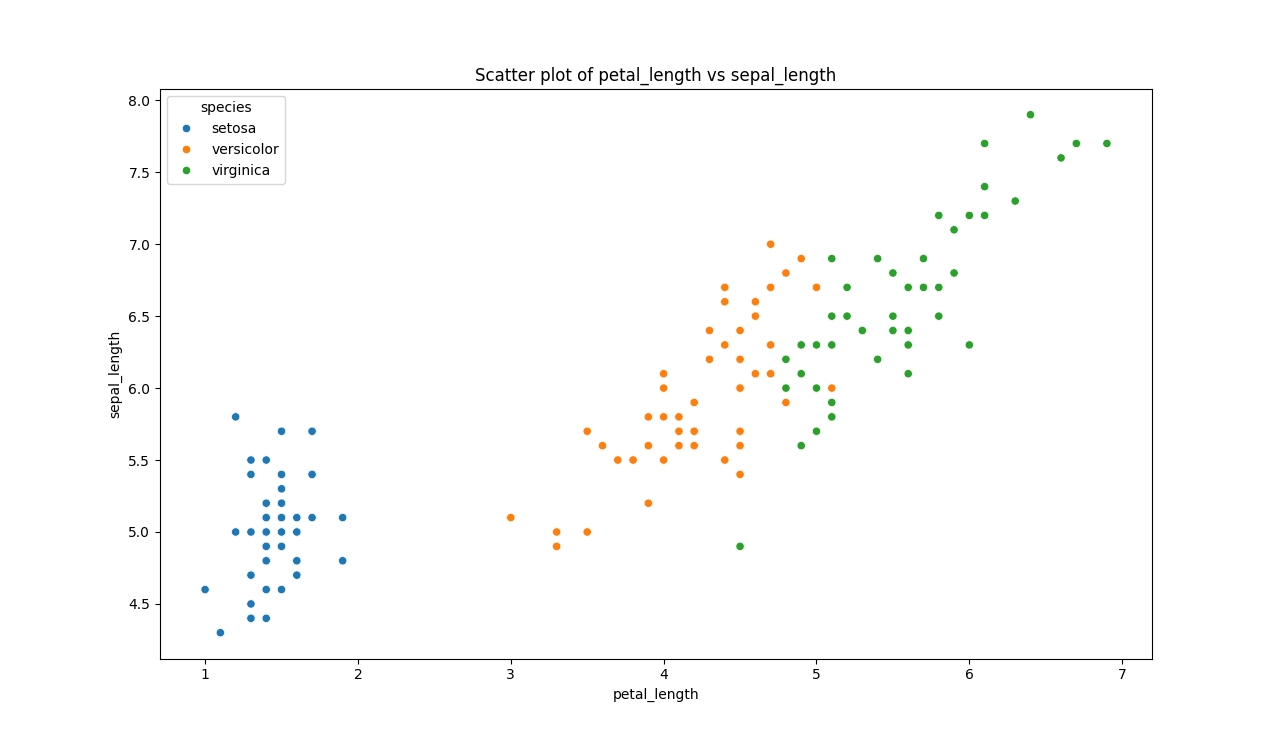 Scatter plot of petal_length vs sepal_length
species
setosa
versicolor
virginica
8.0
7.5
7.0
6.5
6.0
5.5
5.0
4.5
sepal_length
1 2 3 4 5 6 7
petal_length